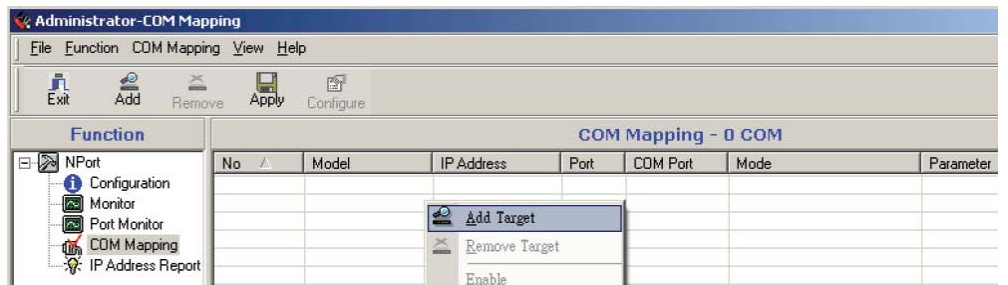 Administrator-COM Mapping
File Function COM Mapping View Help
Exit Add Remove Apply Configure
Function
COM Mapping - 0 COM
NPort
Configuration
Monitor
Port Monitor
COM Mapping
IP Address Report
No Model IP Address Port COM Port Mode Parameter
Add Target
Remove Target
Enable